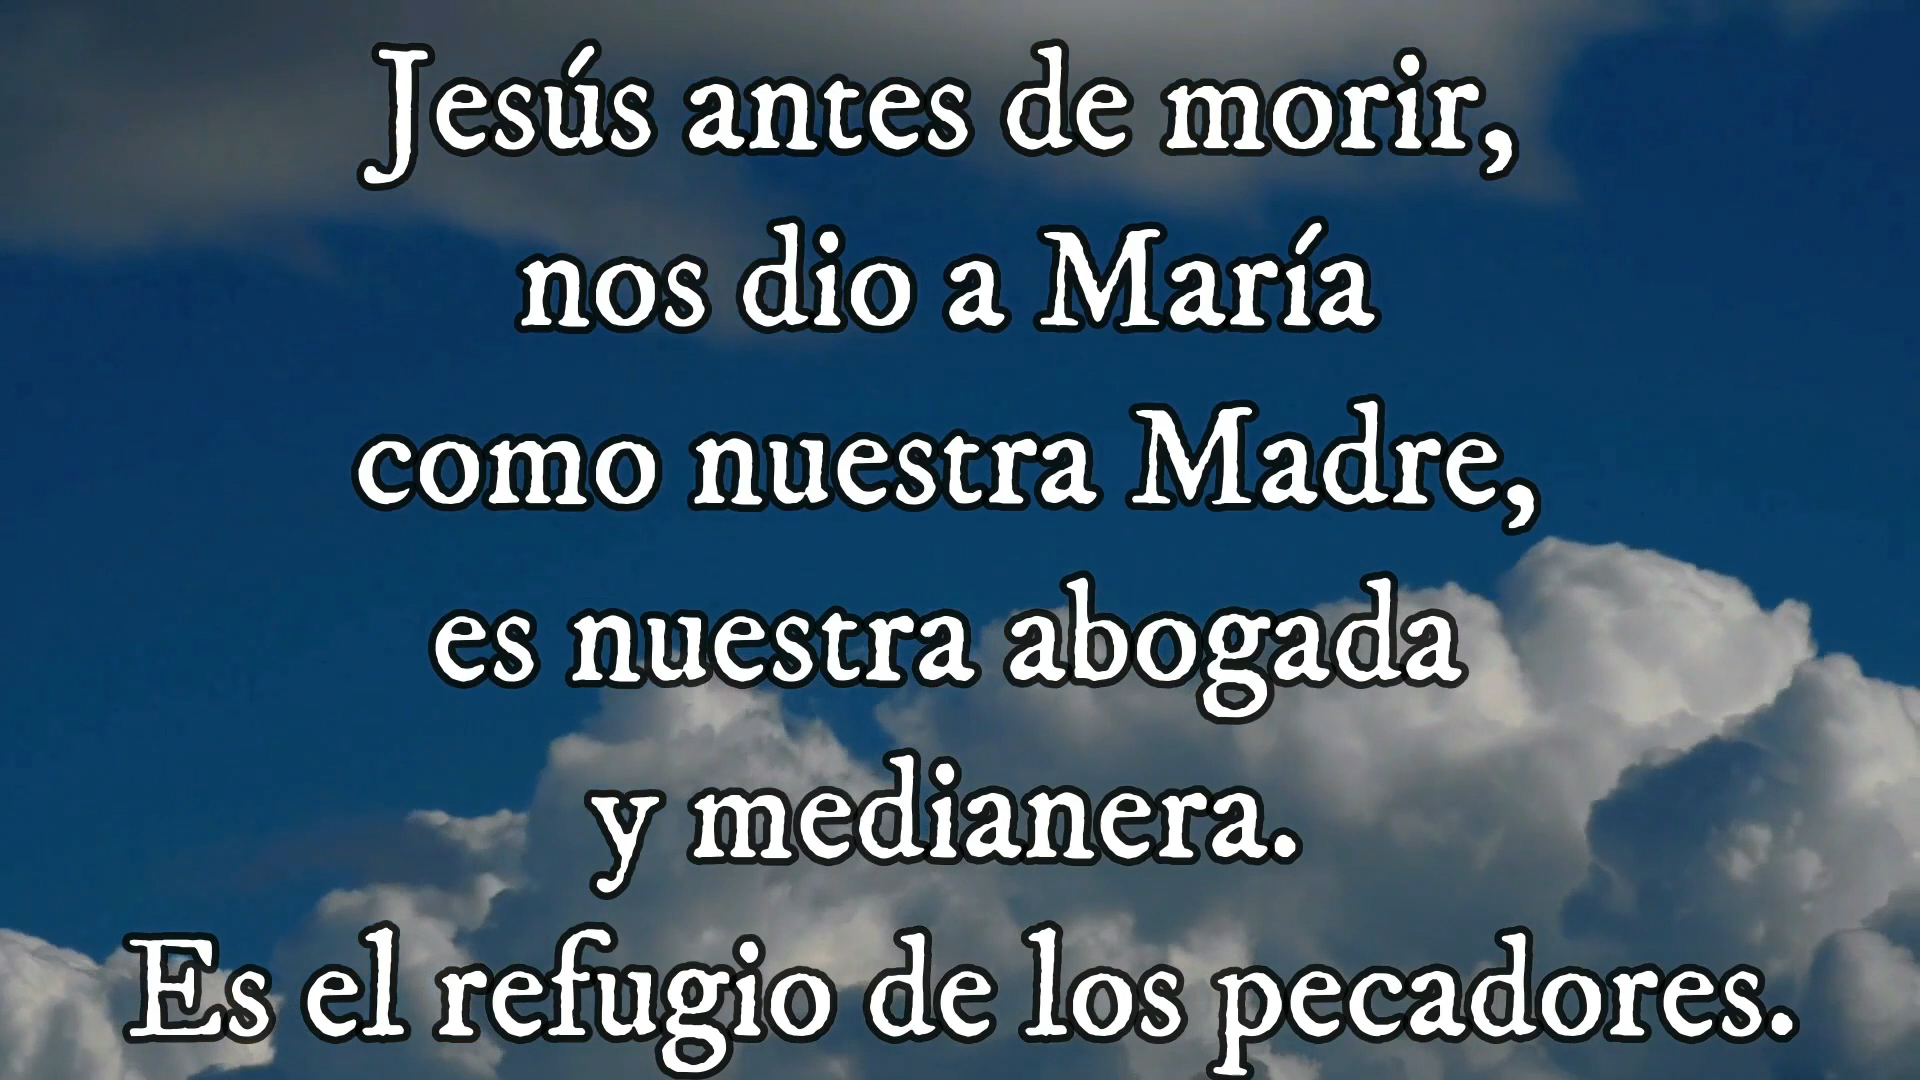 Jesús antes de morir,
nos dio a María
como nuestra Madre,
es nuestra abogada
y medianera.
Es el refugio de los pecadores.